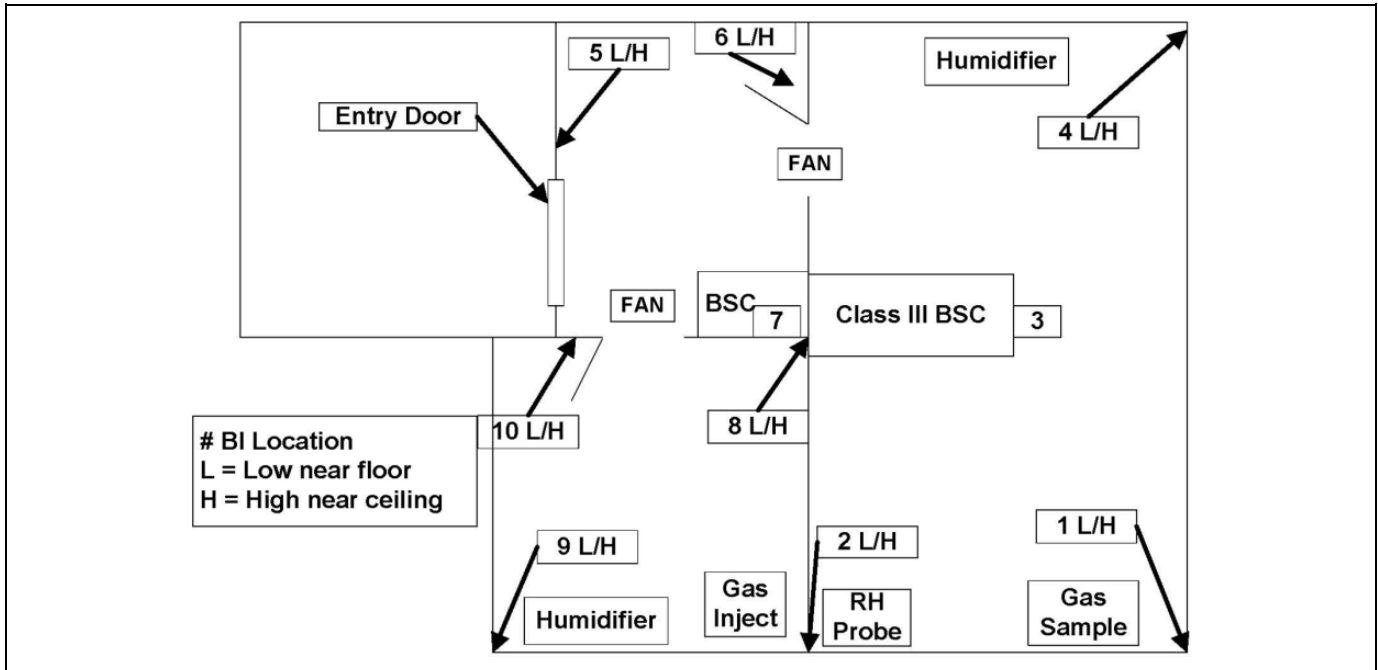 6 L/H
5 L/H
Humidifier
Entry Door
4 L/H
FAN
FAN
BSC
7
Class III BSC
3
10 L/H
8 L/H
# BI Location
L = Low near floor
H = High near ceiling
9 L/H
2 L/H
1 L/H
Humidifier
Gas
Inject
RH
Probe
Gas
Sample